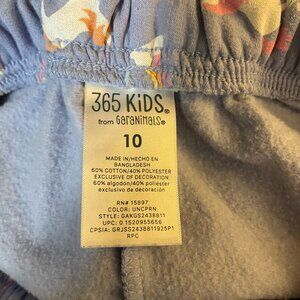 365 KIDS®
from Garanimals®
10
MADE IN/HECHO EN
BANGLADESH
60% COTTON/40% POLYESTER
EXCLUSIVE OF DECORATION
60% algodón/40% poliéster
exclusivo de decoración
RN# 15897
COLOR: UNCPRN
STYLE: GAKGS2438811
UPC: 0 1520955656
CPSIA: GRJSS2438811925P1
RPC